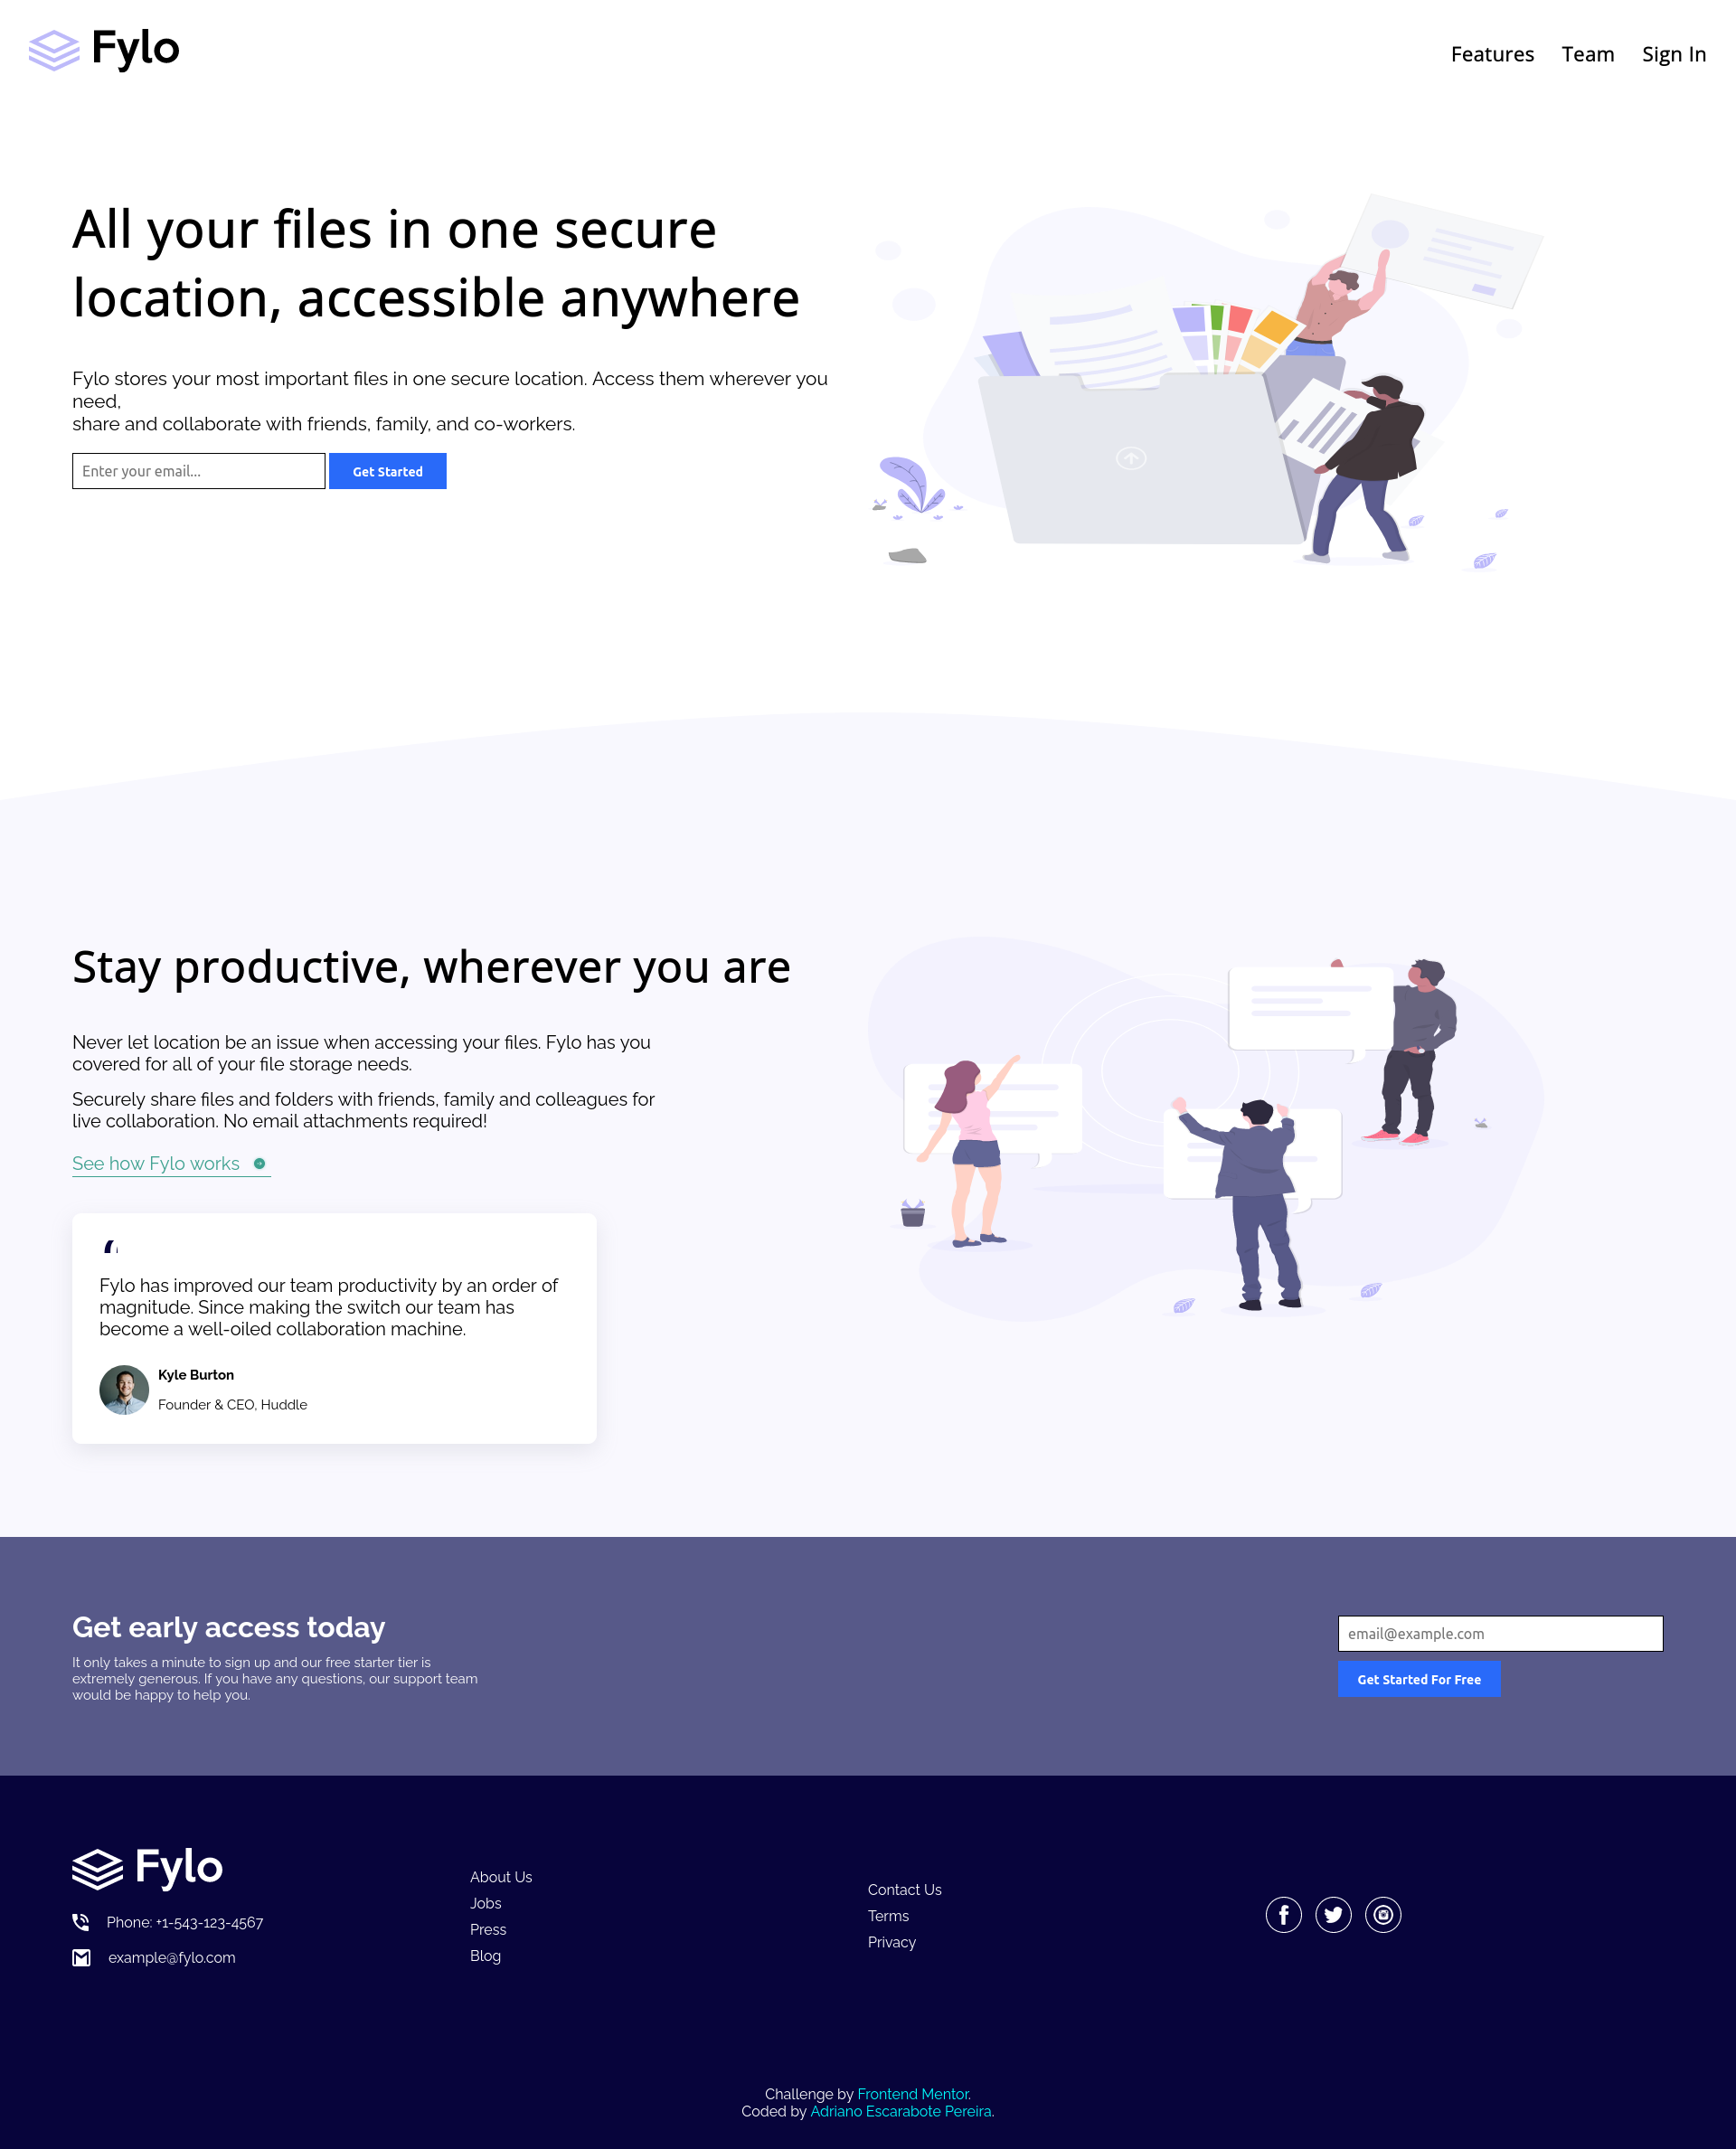 Fylo
Features Team Sign In
All your files in one secure
location, accessible anywhere
Fylo stores your most important files in one secure location. Access them wherever you
need,
share and collaborate with friends, family, and co-workers.
Enter your email...
Get Started
Stay productive, wherever you are
Never let location be an issue when accessing your files. Fylo has you
covered for all of your file storage needs.
Securely share files and folders with friends, family and colleagues for
live collaboration. No email attachments required!
See how Fylo works
Fylo has improved our team productivity by an order of
magnitude. Since making the switch our team has
become a well-oiled collaboration machine.
Kyle Burton
Founder & CEO, Huddle
Get early access today
It only takes a minute to sign up and our free starter tier is
extremely generous. If you have any questions, our support team
would be happy to help you.
email@example.com
Get Started For Free
Fylo
Phone: +1-543-123-4567
example@fylo.com
About Us
Jobs
Press
Blog
Contact Us
Terms
Privacy
Challenge by Frontend Mentor.
Coded by Adriano Escarabote Pereira.